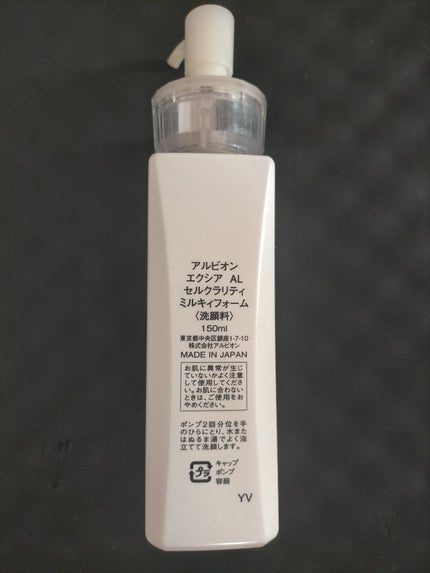 アルビオン
エクシア AL
セルクラリティ
ミルキィフォーム
〈洗顔料〉
150ml
東京都中央区銀座1-7-10
株式会社アルビオン
MADE IN JAPAN
お肌に異常が生じ
ていないかよく注意
して使用してくださ
い。お肌に合わない
ときは、ご使用をお
やめください。
ポンプ2回分位を手
のひらにとり、水また
はぬるま湯でよく泡
立てて洗顔します。
プラ
キャップ
ポンプ
容器
YV